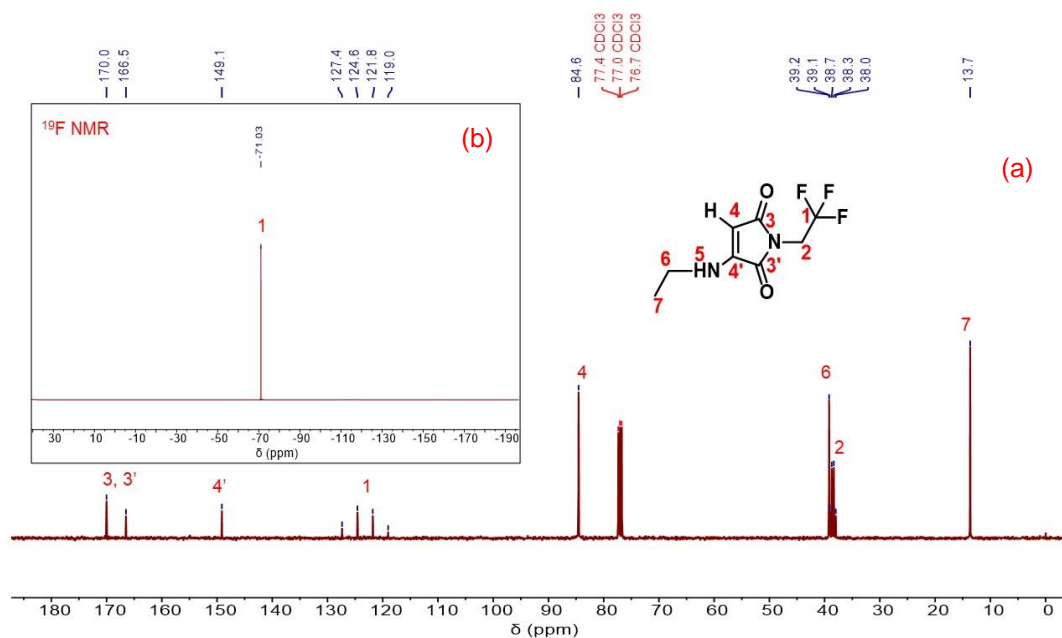 170.0
166.5
149.1
127.4
124.6
121.8
119.0
84.6
77.4 CDCl3
77.0 CDCl3
76.7 CDCl3
39.2
39.1
38.7
38.3
38.0
13.7
¹⁹F NMR
-71.03
(b)
1
30 10 -10 -30 -50 -70 -90 -110 -130 -150 -170 -190
δ (ppm)
(a)
O
F
F
F
H
4
3
1
N
2
6
5
HN
4'
3'
7
O
3, 3’
4’
1
4
6
2
7
180 170 160 150 140 130 120 110 100 90 80 70 60 50 40 30 20 10 0
δ (ppm)